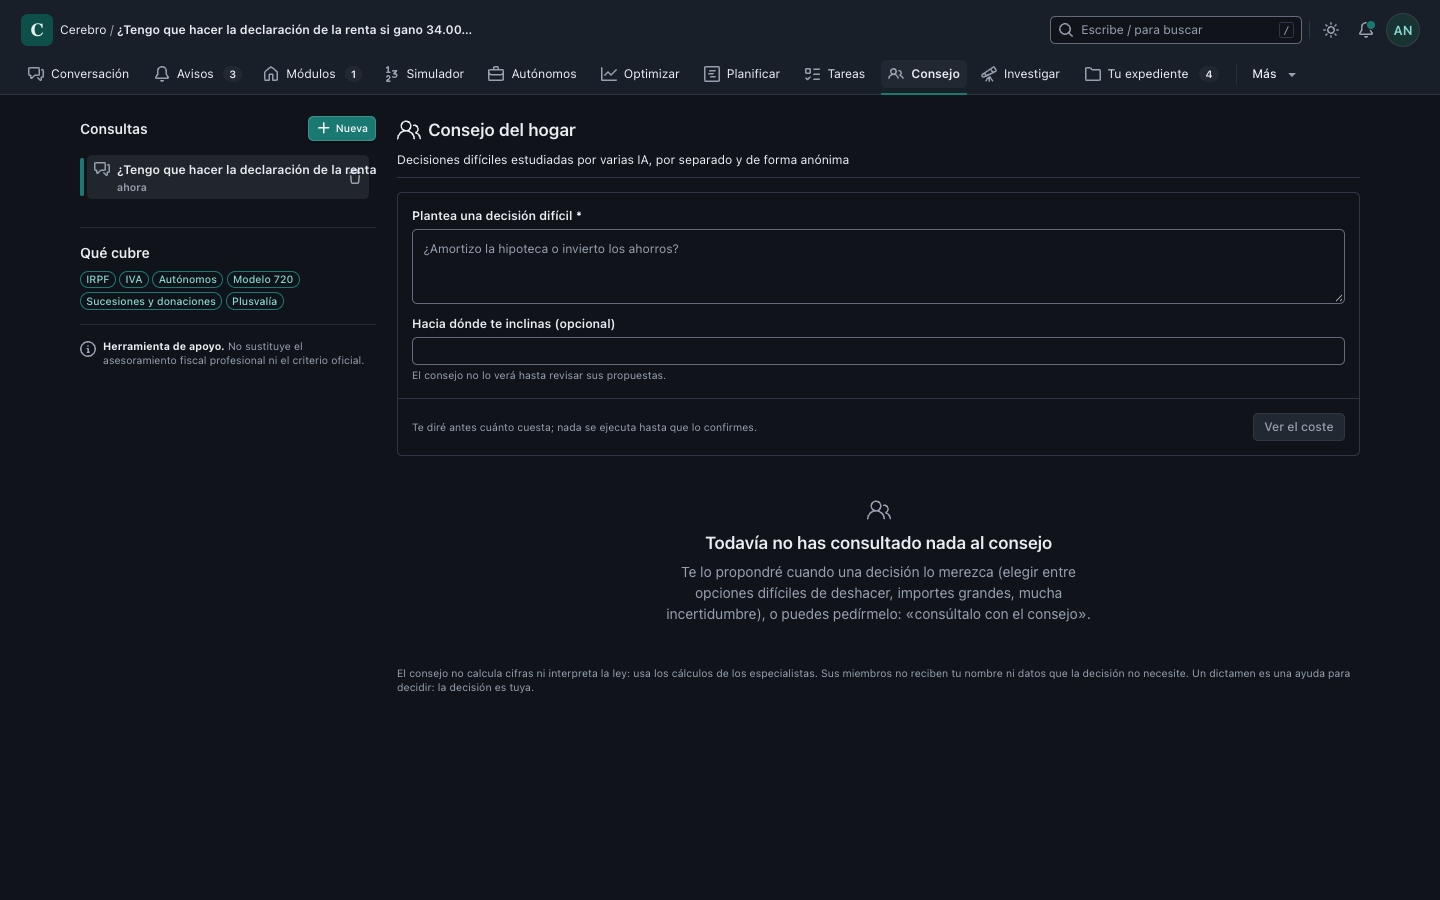 C
Cerebro / ¿Tengo que hacer la declaración de la renta si gano 34.00...
Escribe / para buscar
/
AN
Conversación
Avisos 3
Módulos 1
Simulador
Autónomos
Optimizar
Planificar
Tareas
Consejo
Investigar
Tu expediente 4
Más
Consultas
Nueva
¿Tengo que hacer la declaración de la renta
ahora
Qué cubre
IRPF
IVA
Autónomos
Modelo 720
Sucesiones y donaciones
Plusvalía
Herramienta de apoyo. No sustituye el
asesoramiento fiscal profesional ni el criterio oficial.
Consejo del hogar
Decisiones difíciles estudiadas por varias IA, por separado y de forma anónima
Plantea una decisión difícil *
¿Amortizo la hipoteca o invierto los ahorros?
Hacia dónde te inclinas (opcional)
El consejo no lo verá hasta revisar sus propuestas.
Te diré antes cuánto cuesta; nada se ejecuta hasta que lo confirmes.
Ver el coste
Todavía no has consultado nada al consejo
Te lo propondré cuando una decisión lo merezca (elegir entre
opciones difíciles de deshacer, importes grandes, mucha
incertidumbre), o puedes pedírmelo: «consúltalo con el consejo».
El consejo no calcula cifras ni interpreta la ley: usa los cálculos de los especialistas. Sus miembros no reciben tu nombre ni datos que la decisión no necesite. Un dictamen es una ayuda para
decidir: la decisión es tuya.